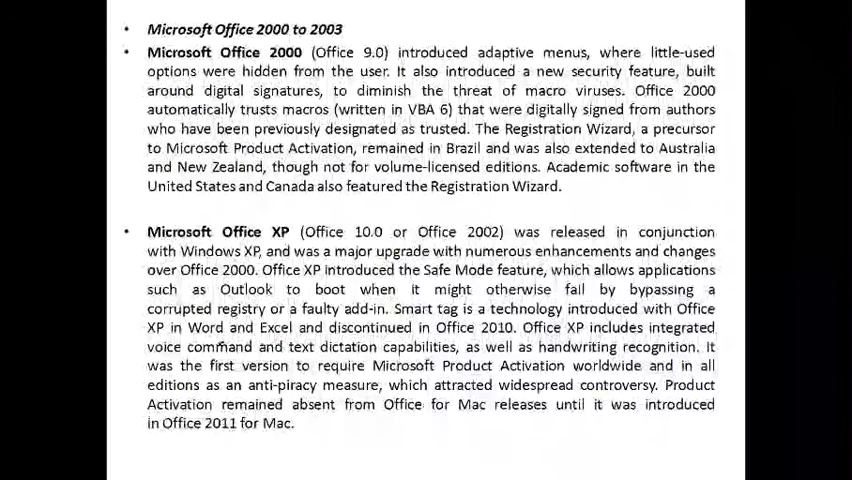 • Microsoft Office 2000 to 2003
• Microsoft Office 2000 (Office 9.0) introduced adaptive menus, where little-used
options were hidden from the user. It also introduced a new security feature, built
around digital signatures, to diminish the threat of macro viruses. Office 2000
automatically trusts macros (written in VBA 6) that were digitally signed from authors
who have been previously designated as trusted. The Registration Wizard, a precursor
to Microsoft Product Activation, remained in Brazil and was also extended to Australia
and New Zealand, though not for volume-licensed editions. Academic software in the
United States and Canada also featured the Registration Wizard.
• Microsoft Office XP (Office 10.0 or Office 2002) was released in conjunction
with Windows XP, and was a major upgrade with numerous enhancements and changes
over Office 2000. Office XP introduced the Safe Mode feature, which allows applications
such as Outlook to boot when it might otherwise fail by bypassing a
corrupted registry or a faulty add-in. Smart tag is a technology introduced with Office
XP in Word and Excel and discontinued in Office 2010. Office XP includes integrated
voice command and text dictation capabilities, as well as handwriting recognition. It
was the first version to require Microsoft Product Activation worldwide and in all
editions as an anti-piracy measure, which attracted widespread controversy. Product
Activation remained absent from Office for Mac releases until it was introduced
in Office 2011 for Mac.